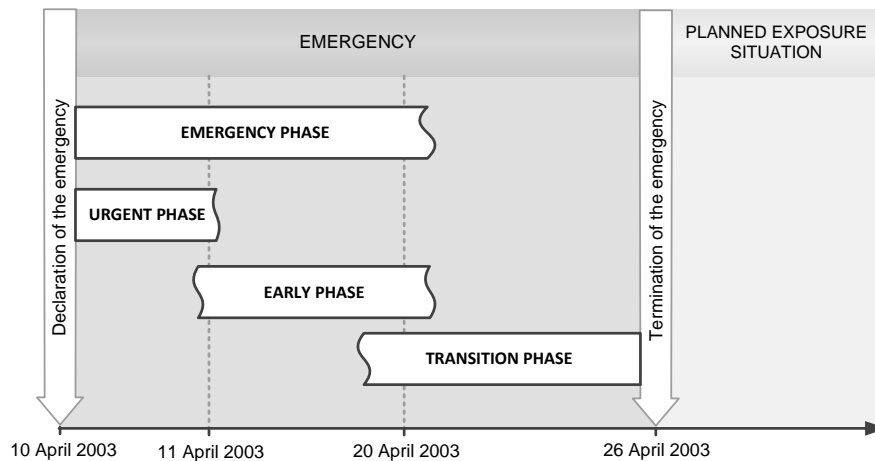 EMERGENCY
PLANNED EXPOSURE
SITUATION
Declaration of the emergency
EMERGENCY PHASE
URGENT PHASE
EARLY PHASE
TRANSITION PHASE
Termination of the emergency
10 April 2003
11 April 2003
20 April 2003
26 April 2003